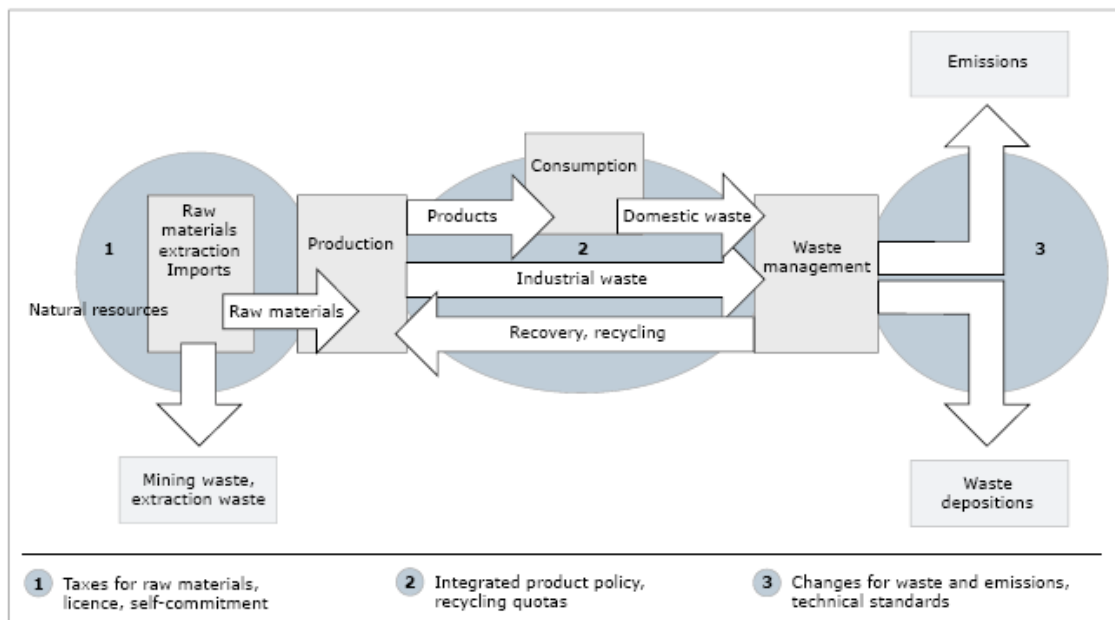 Emissions
Consumption
Raw
materials
extraction
Imports
Products
Domestic waste
Production
1
2
Waste
management
3
Industrial waste
Natural resources
Raw materials
Recovery, recycling
Mining waste,
extraction waste
Waste
depositions
1 Taxes for raw materials,
licence, self-commitment
2 Integrated product policy,
recycling quotas
3 Changes for waste and emissions,
technical standards